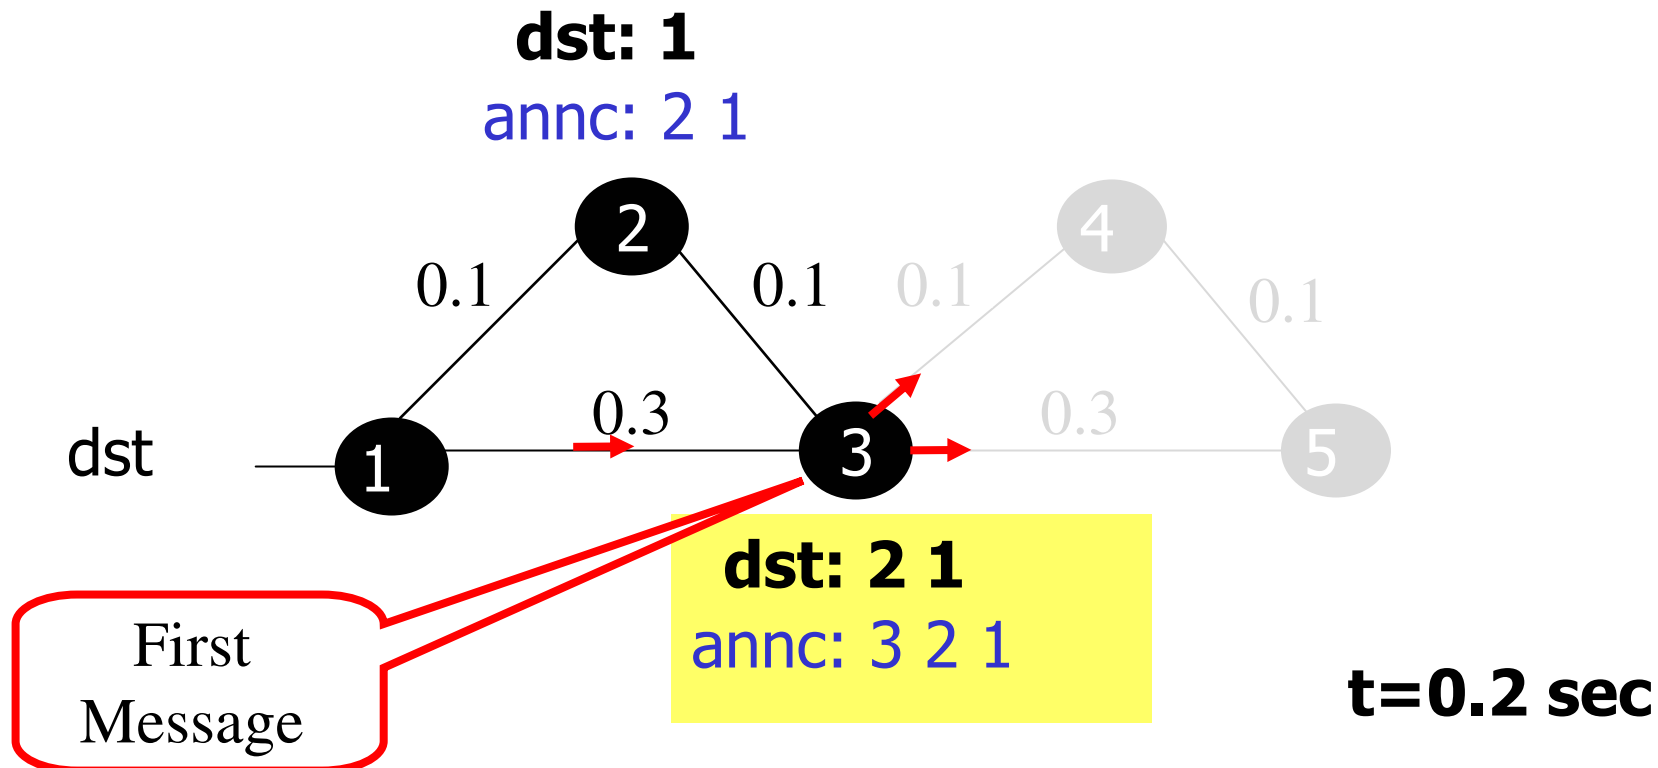 dst: 1
annc: 2 1
2
4
0.1
0.1
0.1
0.1
0.3
0.3
dst
1
3
5
dst: 2 1
annc: 3 2 1
First
Message
t=0.2 sec